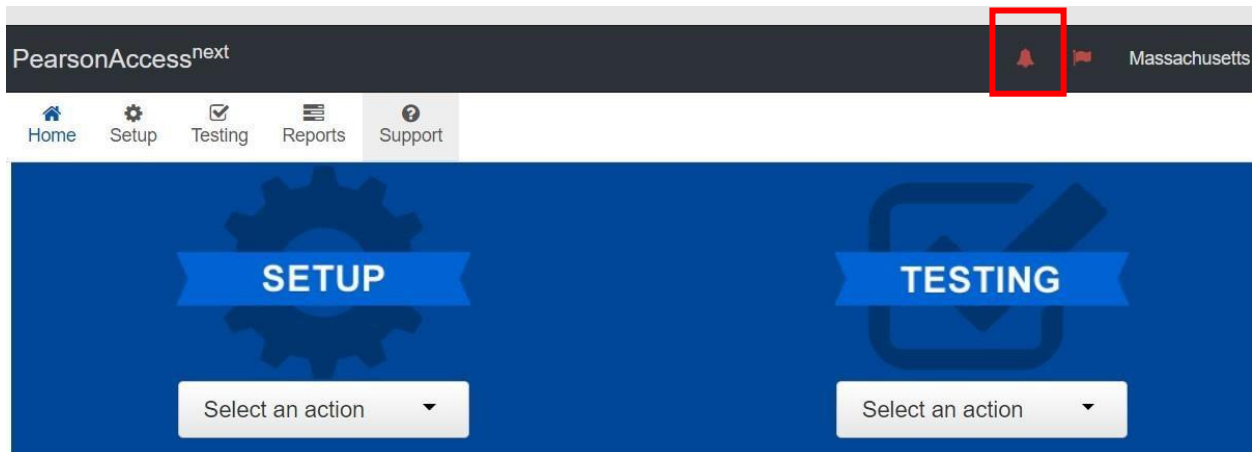 PearsonAccessnext
Massachusetts
Home Setup Testing Reports Support
SETUP
TESTING
Select an action
Select an action